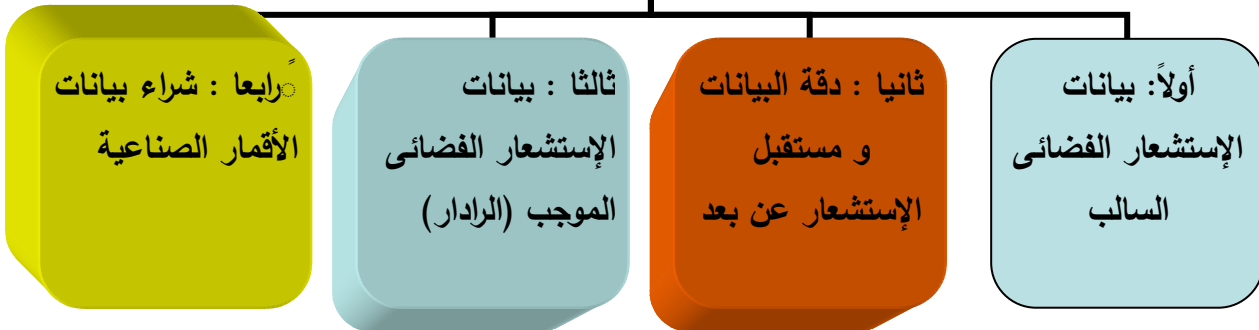 أولاً: بيانات
الإستشعار الفضائى
السالب
ثانيا : دقة البيانات
و مستقبل
الإستشعار عن بعد
ثالثا : بيانات
الإستشعار الفضائى
الموجب (الرادار)
ًرابعا : شراء بيانات
الأقمار الصناعية